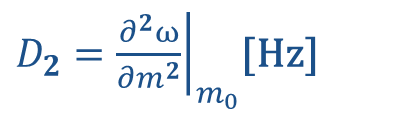 D₂ = ∂²ω/∂m² |m₀ [Hz]